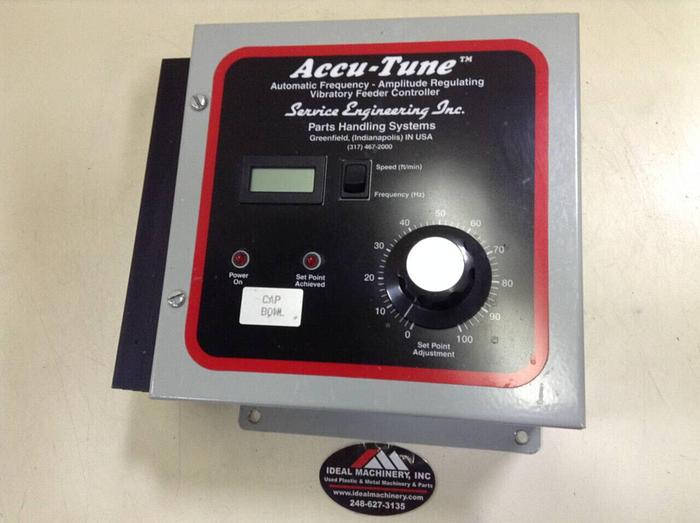 Accu-Tune™
Automatic Frequency - Amplitude Regulating
Vibratory Feeder Controller
Service Engineering Inc.
Parts Handling Systems
Greenfield, (Indianapolis) IN USA
(317) 467-2000
Speed (ft/min)
Frequency (Hz)
Power
On
Set Point
Achieved
CAP
BOWL
0
10
20
30
40
50
60
70
80
90
100
Set Point
Adjustment
IDEAL MACHINERY, INC
Used Plastic & Metal Machinery & Parts
www.idealmachinery.com
248-627-3135